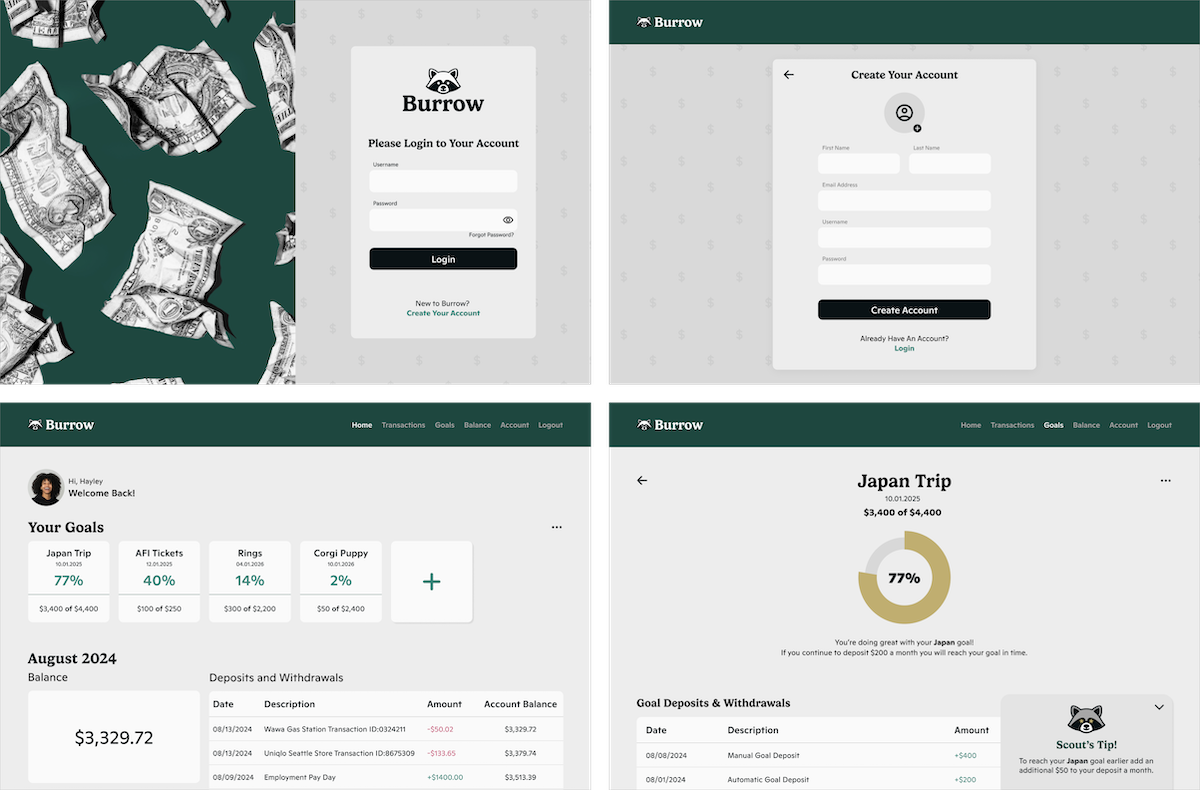 Burrow
Please Login to Your Account
Username
Password
Forgot Password?
Login
New to Burrow?
Create Your Account
Burrow
Create Your Account
First Name Last Name
Email Address
Username
Password
Create Account
Already Have An Account?
Login
Burrow
Home Transactions Goals Balance Account Logout
Hi, Hayley
Welcome Back!
Your Goals
Japan Trip
10.01.2025
77%
$3,400 of $4,400
AFI Tickets
12.01.2025
40%
$100 of $250
Rings
04.01.2026
14%
$300 of $2,200
Corgi Puppy
10.01.2026
2%
$50 of $2,400
+
August 2024
Balance
$3,329.72
Deposits and Withdrawals
Date Description Amount Account Balance
08/13/2024 Wawa Gas Station Transaction ID:0324211 -$50.02 $3,329.72
08/13/2024 Uniqlo Seattle Store Transaction ID:8675309 -$133.65 $3,379.74
08/09/2024 Employment Pay Day +$1400.00 $3,513.39
Burrow
Home Transactions Goals Balance Account Logout
Japan Trip
10.01.2025
$3,400 of $4,400
77%
You're doing great with your Japan goal!
If you continue to deposit $200 a month you will reach your goal in time.
Goal Deposits & Withdrawals
Date Description Amount
08/08/2024 Manual Goal Deposit +$400
08/01/2024 Automatic Goal Deposit +$200
Scout's Tip!
To reach your Japan goal earlier add an
additional $50 to your deposit a month.